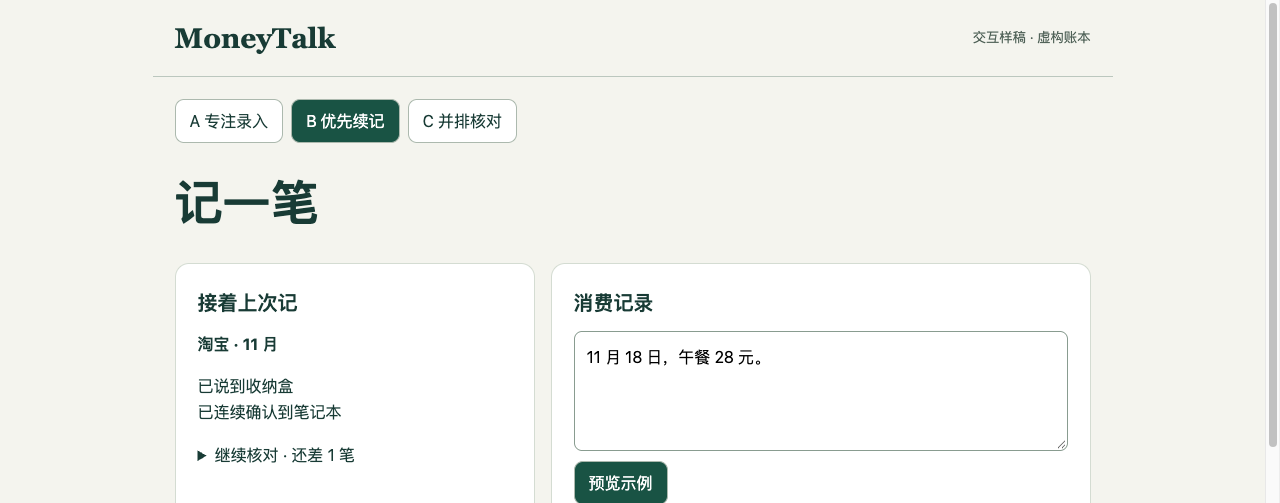 MoneyTalk
交互样稿 · 虚构账本
A 专注录入
B 优先续记
C 并排核对
记一笔
接着上次记
淘宝 · 11 月
已说到收纳盒
已连续确认到笔记本
▶ 继续核对 · 还差 1 笔
消费记录
11 月 18 日，午餐 28 元。
预览示例